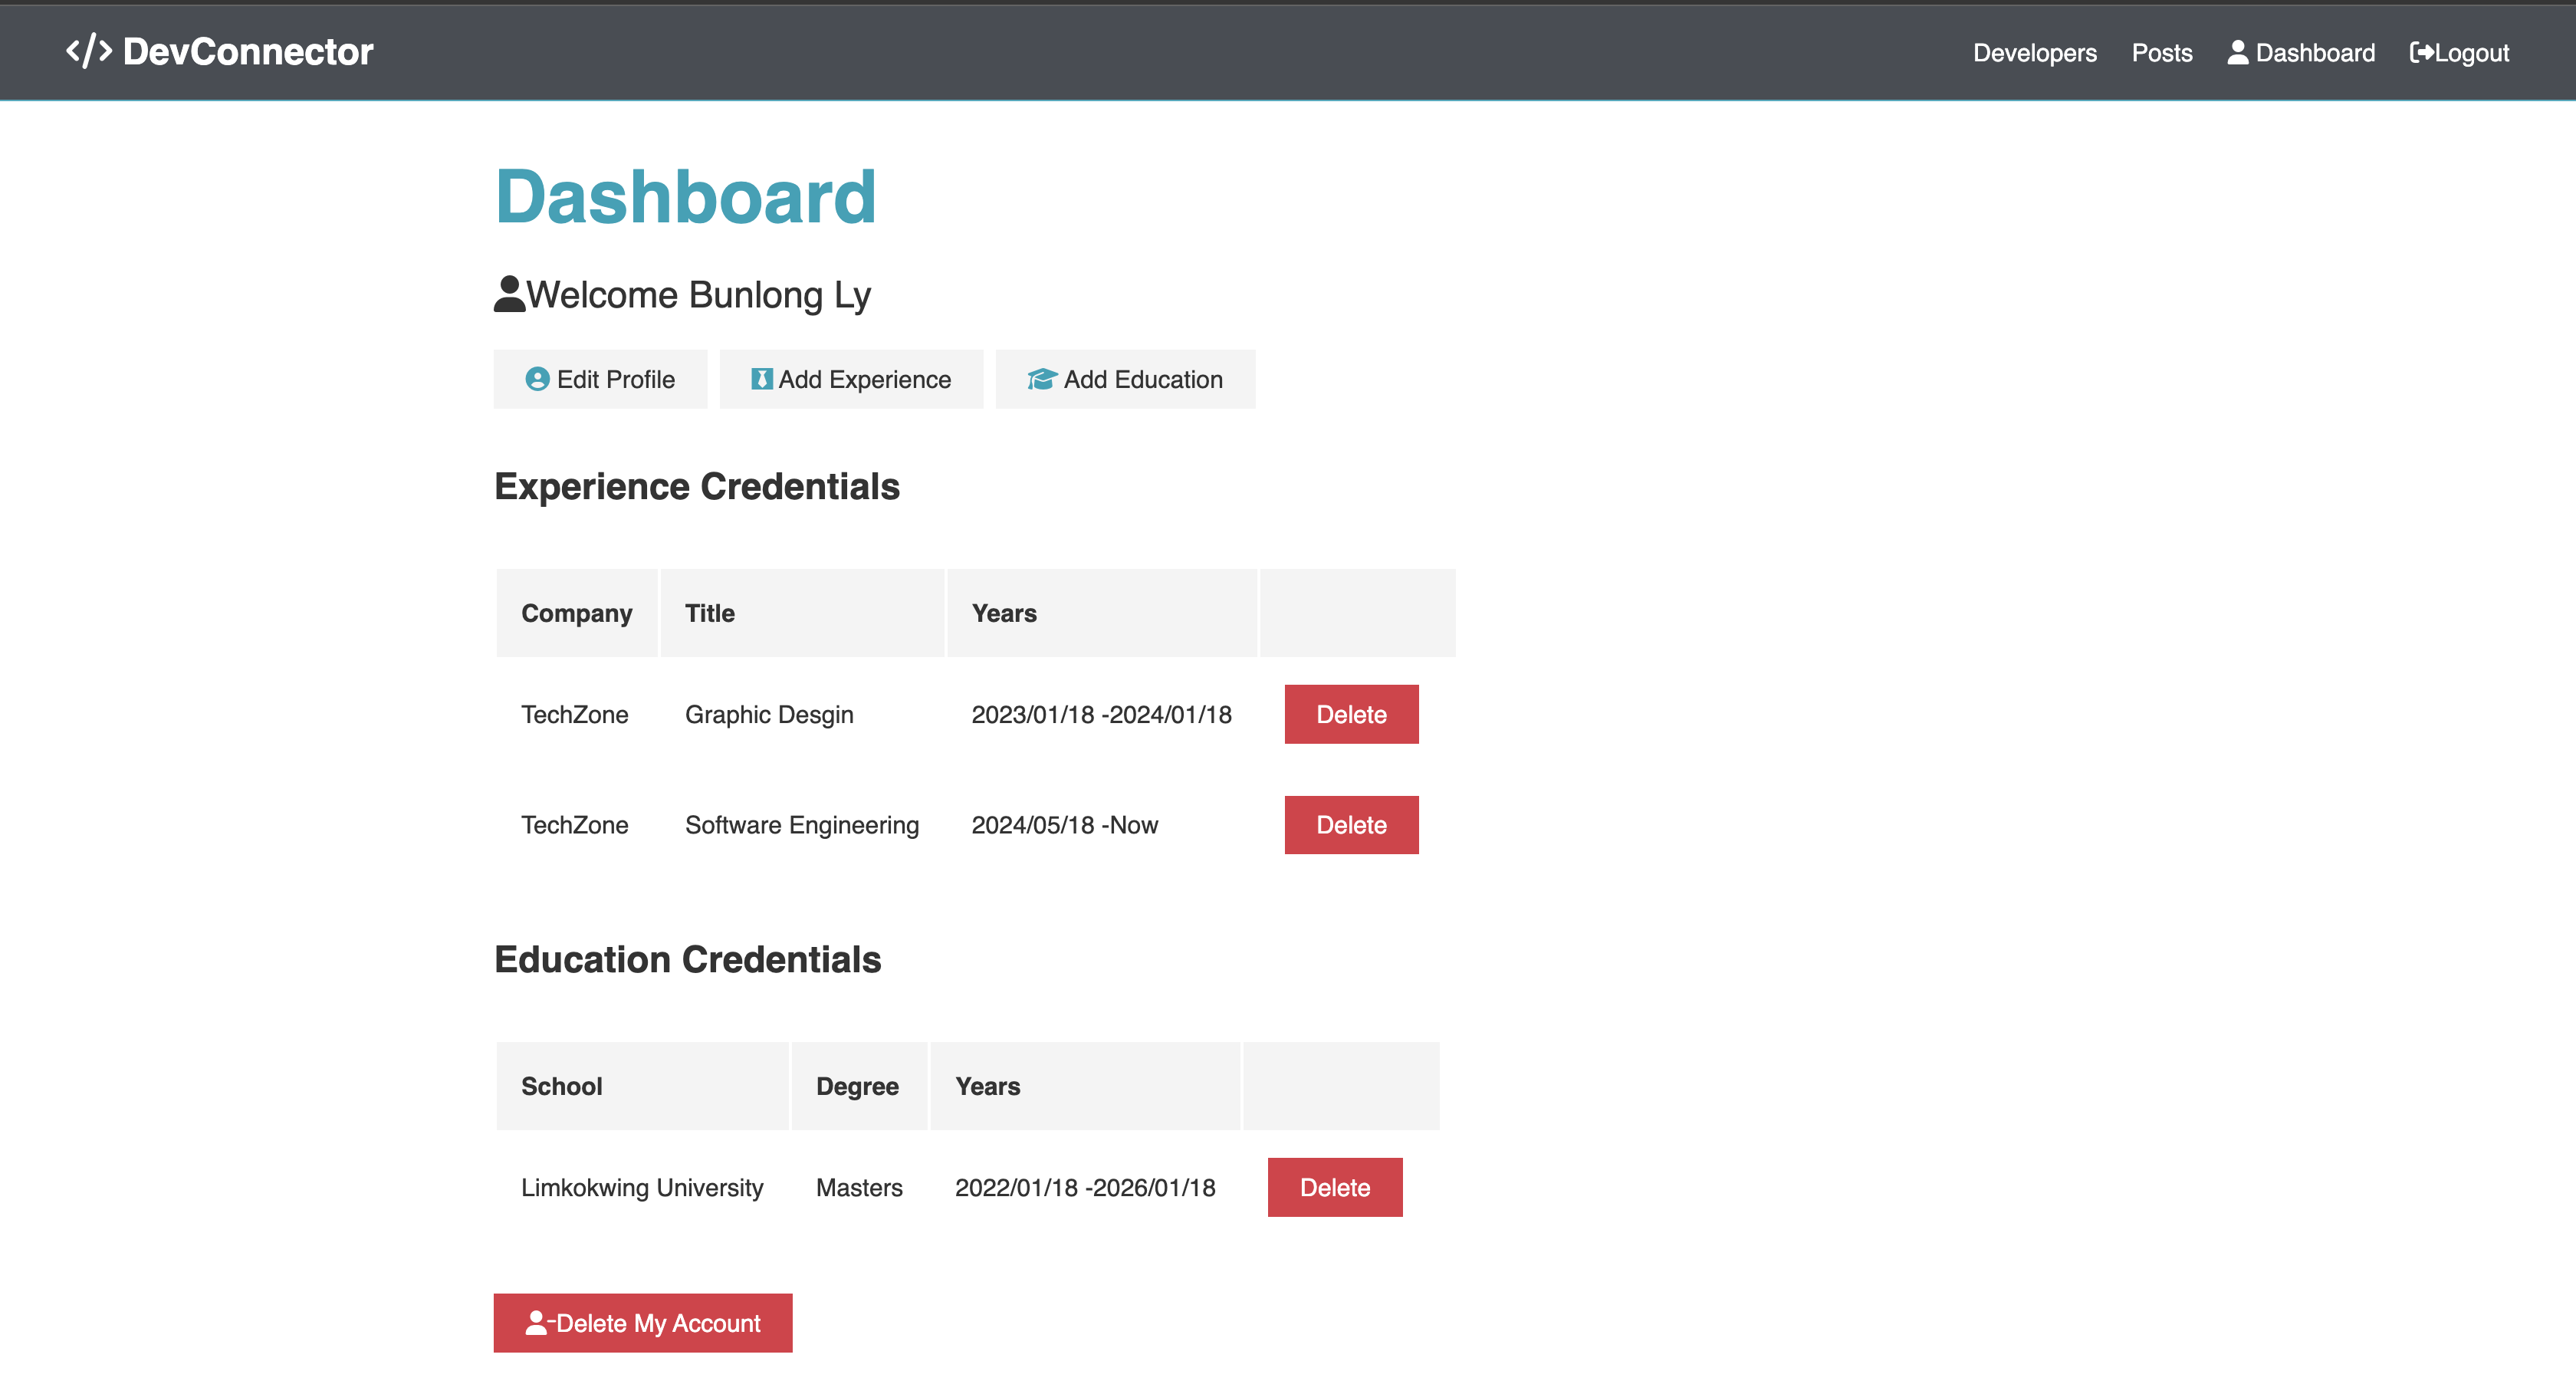 </> DevConnector Developers Posts Dashboard Logout
Dashboard
Welcome Bunlong Ly
Edit Profile Add Experience Add Education
Experience Credentials
Company Title Years
TechZone Graphic Desgin 2023/01/18 -2024/01/18 Delete
TechZone Software Engineering 2024/05/18 -Now Delete
Education Credentials
School Degree Years
Limkokwing University Masters 2022/01/18 -2026/01/18 Delete
Delete My Account